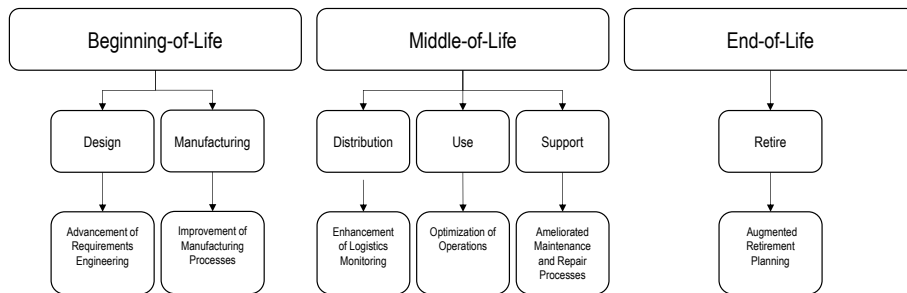 Beginning-of-Life
Middle-of-Life
End-of-Life
Design
Manufacturing
Distribution
Use
Support
Retire
Advancement of
Requirements
Engineering
Improvement of
Manufacturing
Processes
Enhancement
of Logistics
Monitoring
Optimization of
Operations
Ameliorated
Maintenance
and Repair
Processes
Augmented
Retirement
Planning